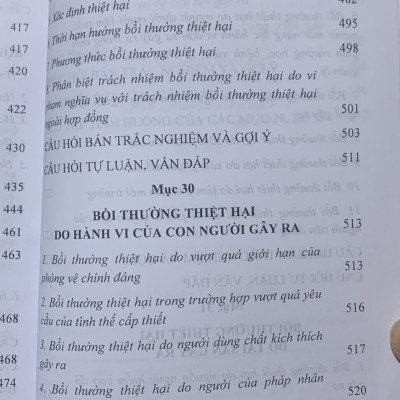 417
417
420
422
430
435
444
461
463
468
468
474
Xác định thiệt hại
Thời hạn hưởng bồi thường thiệt hại 495
Phương thức bồi thường thiệt hại 498
Phân biệt trách nhiệm bồi thường thiệt hại do vi
phạm nghĩa vụ với trách nhiệm bồi thường thiệt hại
ngoài hợp đồng 501
CÂU HỎI BÁN TRẮC NGHIỆM VÀ GỢI Ý 503
CÂU HỎI TỰ LUẬN, VẤN ĐÁP 511
Mục 30
BỒI THƯỜNG THIỆT HẠI
DO HÀNH VI CỦA CON NGƯỜI GÂY RA 513
1. Bồi thường thiệt hại do vượt quá giới hạn của
phòng vệ chính đáng 513
2. Bồi thường thiệt hại trong trường hợp vượt quá yêu
cầu của tình thế cấp thiết 516
3. Bồi thường thiệt hại do người dùng chất kích thích
gây ra 517
4. Bồi thường thiệt hại do người của pháp nhân
520